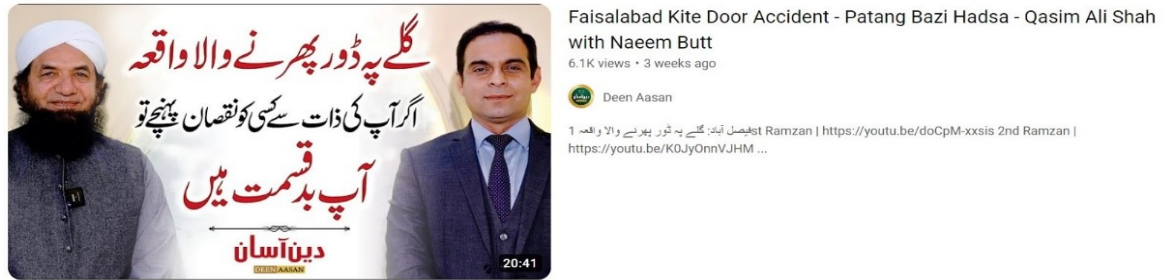 گلے پہ ڈور پھرنے والا واقعہ
اگر آپ کی ذات سے کسی کو نقصان پہنچے تو
آپ بدقسمت ہیں
دین آسان
DEEN AASAN
20:41
Faisalabad Kite Door Accident - Patang Bazi Hadsa - Qasim Ali Shah
with Naeem Butt
6.1K views • 3 weeks ago
Deen Aasan
فیصل آباد: گلے پہ ڈور پھرنے والا واقعہ 1st Ramzan | https://youtu.be/doCpM-xxsis 2nd Ramzan |
https://youtu.be/K0JyOnnVJHM ...